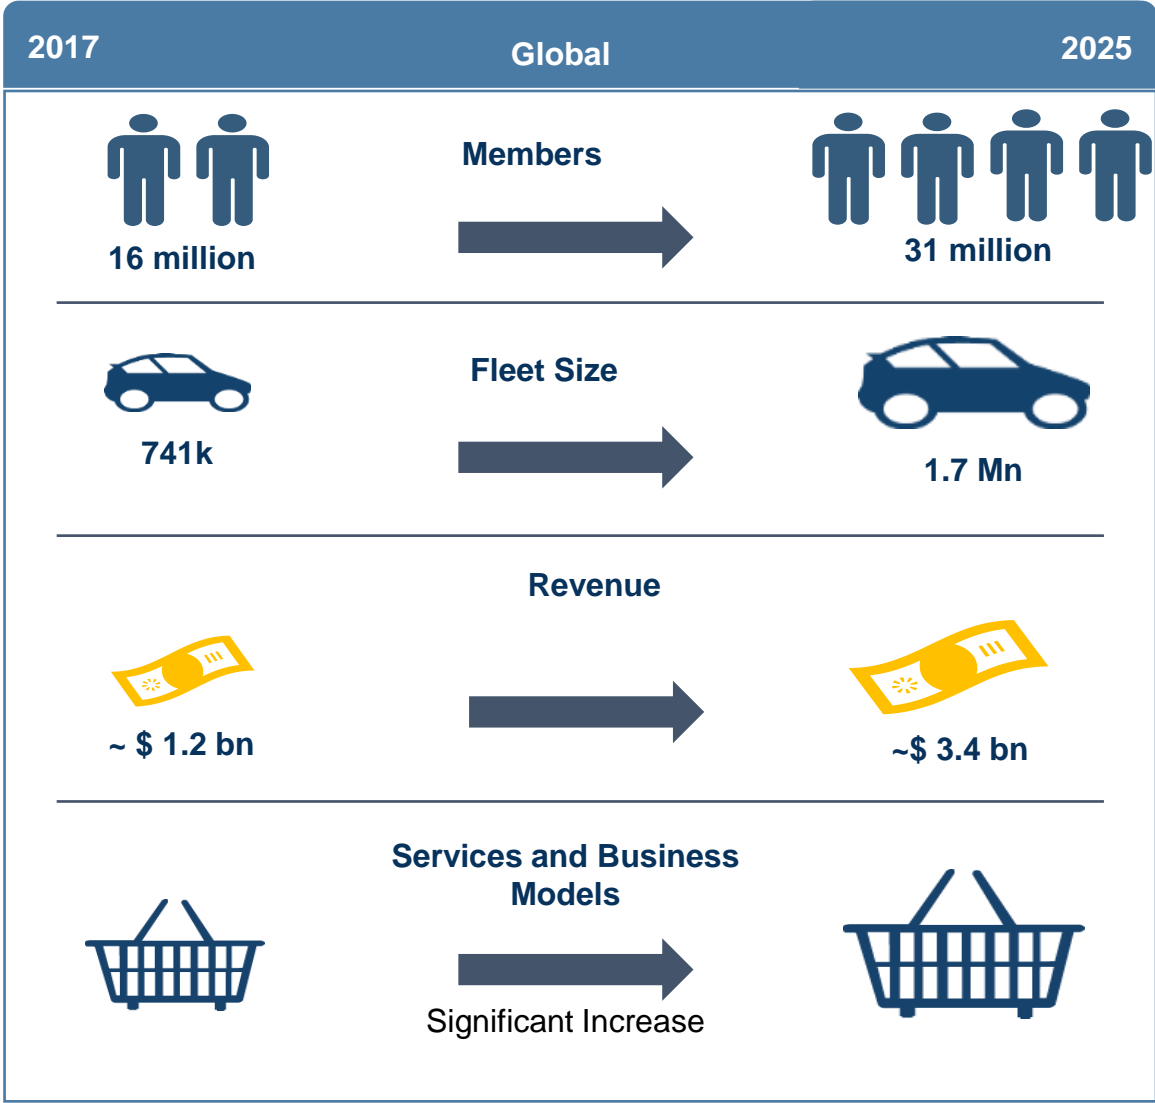 2017
Global
2025
Members
16 million
31 million
Fleet Size
741k
1.7 Mn
Revenue
~ $ 1.2 bn
~$ 3.4 bn
Services and Business
Models
Significant Increase